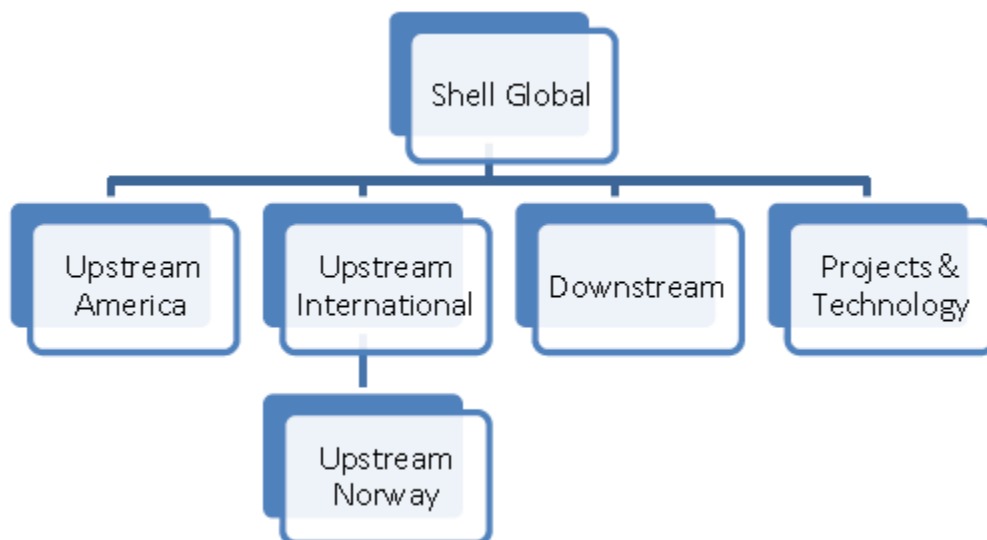 Shell Global
Upstream
America
Upstream
International
Downstream
Projects &
Technology
Upstream
Norway